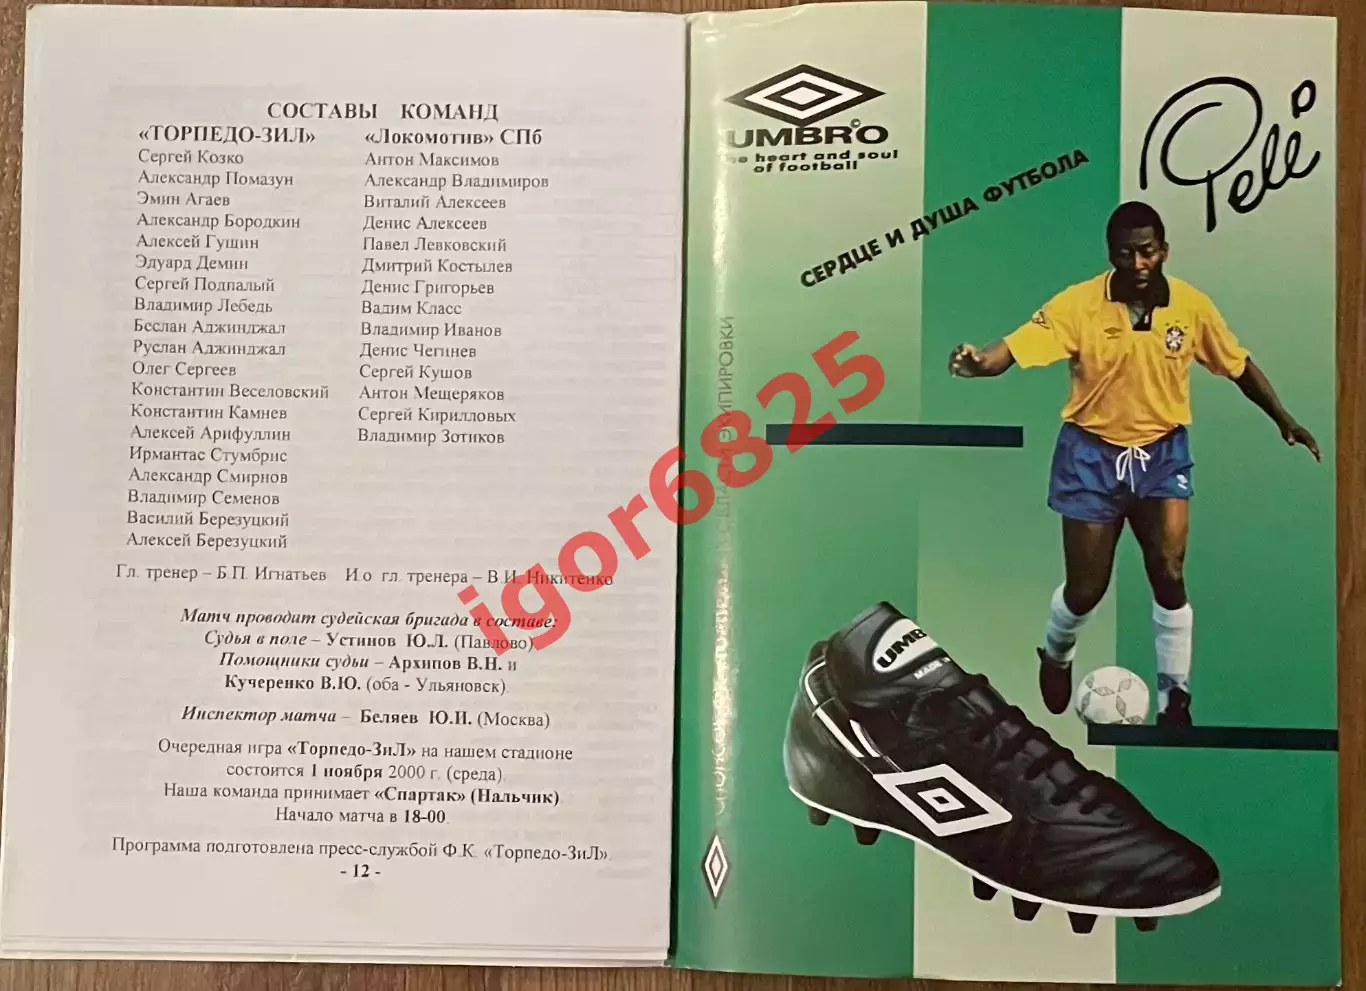 СОСТАВЫ КОМАНД
«ТОРПЕДО-ЗИЛ» «Локомотив» СПб
Сергей Козко Антон Максимов
Александр Помазун Александр Владимиров
Эмин Агаев Виталий Алексеев
Александр Бородкин Денис Алексеев
Алексей Гушин Павел Левковский
Эдуард Демин Дмитрий Костылев
Сергей Подпалый Денис Григорьев
Владимир Лебедь Вадим Класс
Беслан Аджинджал Владимир Иванов
Руслан Аджинджал Денис Чегинев
Олег Сергеев Сергей Кушов
Константин Веселовский Антон Мещеряков
Константин Камнев Сергей Кирилловых
Алексей Арифуллин Владимир Зотиков
Ирмантас Стумбрис
Александр Смирнов
Владимир Семенов
Василий Березуцкий
Алексей Березуцкий
Гл. тренер – Б.П. Игнатьев И.о гл. тренера – В.И. Никитенко
Матч проводит судейская бригада в составе:
Судья в поле – Устинов Ю.Л. (Павлово)
Помощники судьи – Архипов В.Н. и
Кучеренко В.Ю. (оба - Ульяновск).
Инспектор матча – Беляев Ю.И. (Москва)
Очередная игра «Торпедо-ЗиЛ» на нашем стадионе
состоится 1 ноября 2000 г. (среда).
Наша команда принимает «Спартак» (Нальчик).
Начало матча в 18-00.
Программа подготовлена пресс-службой Ф.К. «Торпедо-ЗиЛ».
- 12 -
UMBRO
heart and soul
of football
Pelé
СЕРДЦЕ И ДУША ФУТБОЛА
ЭКИПИРОВКИ
UMBRO
MADE
igor6825